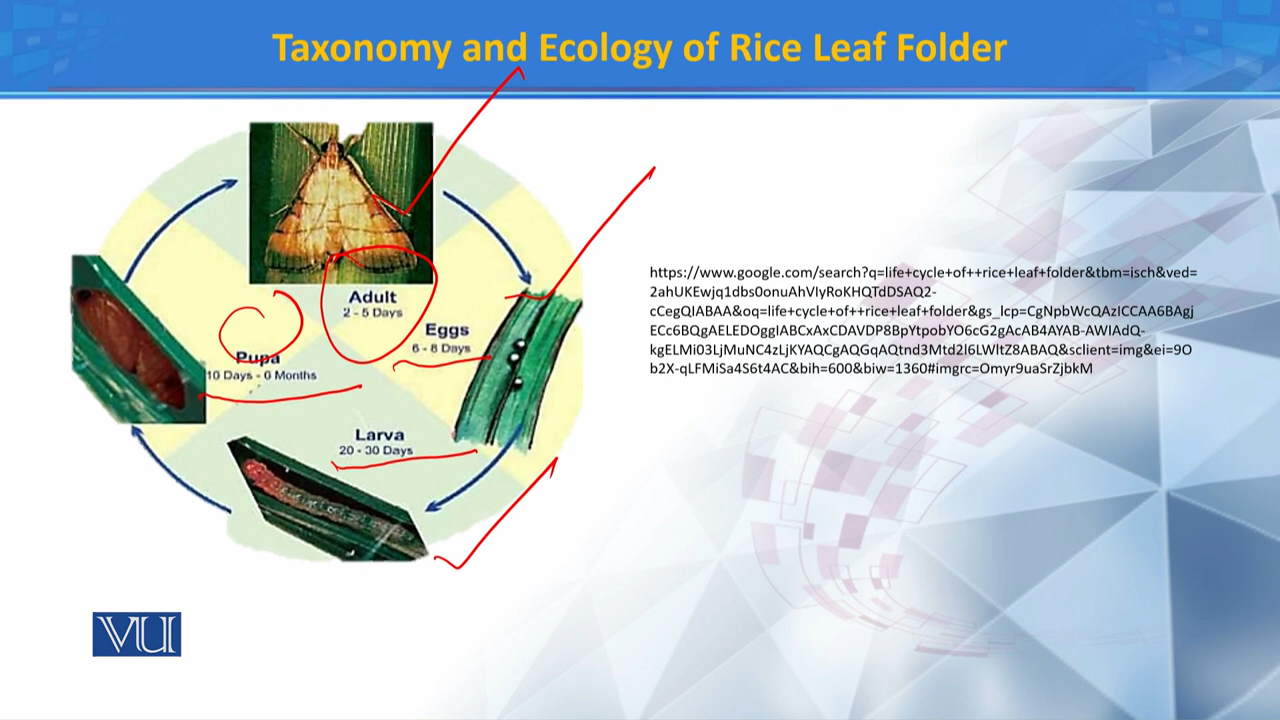 Taxonomy and Ecology of Rice Leaf Folder
Adult
2 - 5 Days
Eggs
6 - 8 Days
Pupa
10 Days - 6 Months
Larva
20 - 30 Days
https://www.google.com/search?q=life+cycle+of++rice+leaf+folder&tbm=isch&ved=
2ahUKEwjq1dbs0onuAhVIyRoKHQTdDSAQ2-
cCegQIABAA&oq=life+cycle+of++rice+leaf+folder&gs_lcp=CgNpbWcQAzICCAA6BAgj
ECc6BQgAELEDOggIABCxAxCDAVDP8BpYtpobYO6cG2gAcAB4AYAB-AWIAdQ-
kgELMi03LjMuNC4zLjKYAQCgAQGqAQtnd3Mtd2l6LWltZ8ABAQ&sclient=img&ei=9O
b2X-qLFMiSa4S6t4AC&bih=600&biw=1360#imgrc=Omyr9uaSrZjbkM
VU